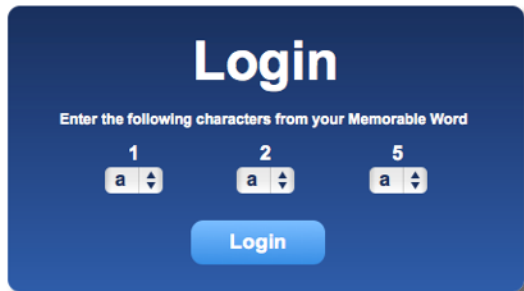 Login
Enter the following characters from your Memorable Word
1 2 5
a a a
Login